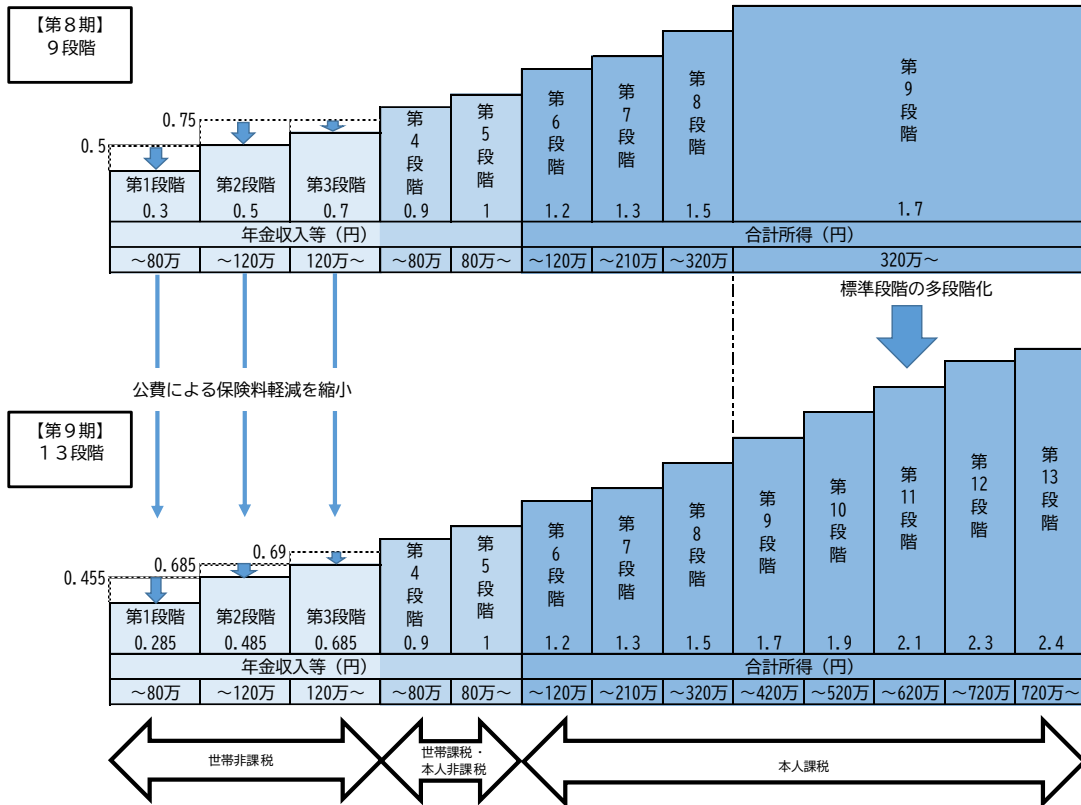 【第8期】
9段階
0.5
0.75
第1段階
0.3
第2段階
0.5
第3段階
0.7
第4段階
0.9
第5段階
1
第6段階
1.2
第7段階
1.3
第8段階
1.5
第9段階
1.7
年金収入等（円）
合計所得（円）
～80万
～120万
120万～
～80万
80万～
～120万
～210万
～320万
320万～
標準段階の多段階化
公費による保険料軽減を縮小
【第9期】
13段階
0.455
0.685
0.69
第1段階
0.285
第2段階
0.485
第3段階
0.685
第4段階
0.9
第5段階
1
第6段階
1.2
第7段階
1.3
第8段階
1.5
第9段階
1.7
第10段階
1.9
第11段階
2.1
第12段階
2.3
第13段階
2.4
年金収入等（円）
合計所得（円）
～80万
～120万
120万～
～80万
80万～
～120万
～210万
～320万
～420万
～520万
～620万
～720万
720万～
世帯非課税
世帯課税・
本人非課税
本人課税